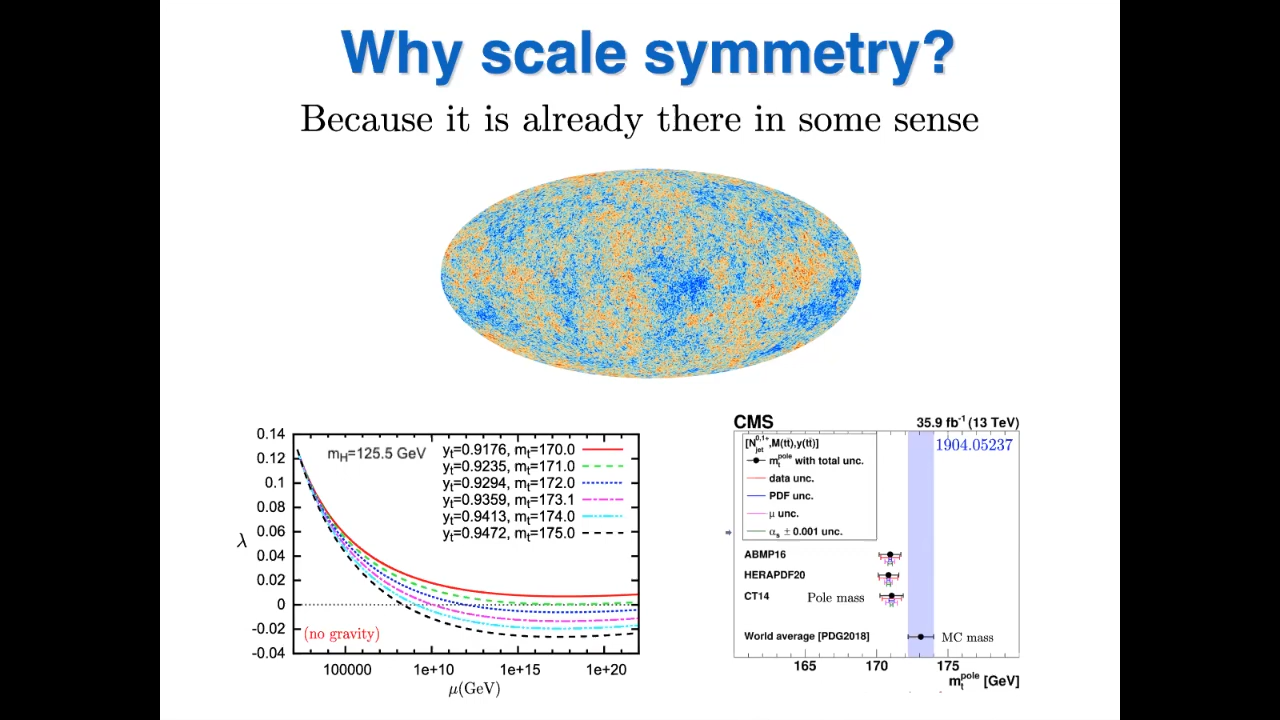 Why scale symmetry?
Because it is already there in some sense
0.14
0.12
0.1
0.08
0.06
0.04
0.02
0
-0.02
-0.04
λ
m_H=125.5 GeV
y_t=0.9176, m_t=170.0
y_t=0.9235, m_t=171.0
y_t=0.9294, m_t=172.0
y_t=0.9359, m_t=173.1
y_t=0.9413, m_t=174.0
y_t=0.9472, m_t=175.0
(no gravity)
100000 1e+10 1e+15 1e+20
μ(GeV)
CMS 35.9 fb⁻¹ (13 TeV)
[N_jet^0,1+,M(tt̄),y(tt̄)] 1904.05237
m_t^pole with total unc.
data unc.
PDF unc.
μ unc.
α_s ± 0.001 unc.
ABMP16
HERAPDF20
CT14 Pole mass
World average [PDG2018] MC mass
165 170 175
m_t^pole [GeV]